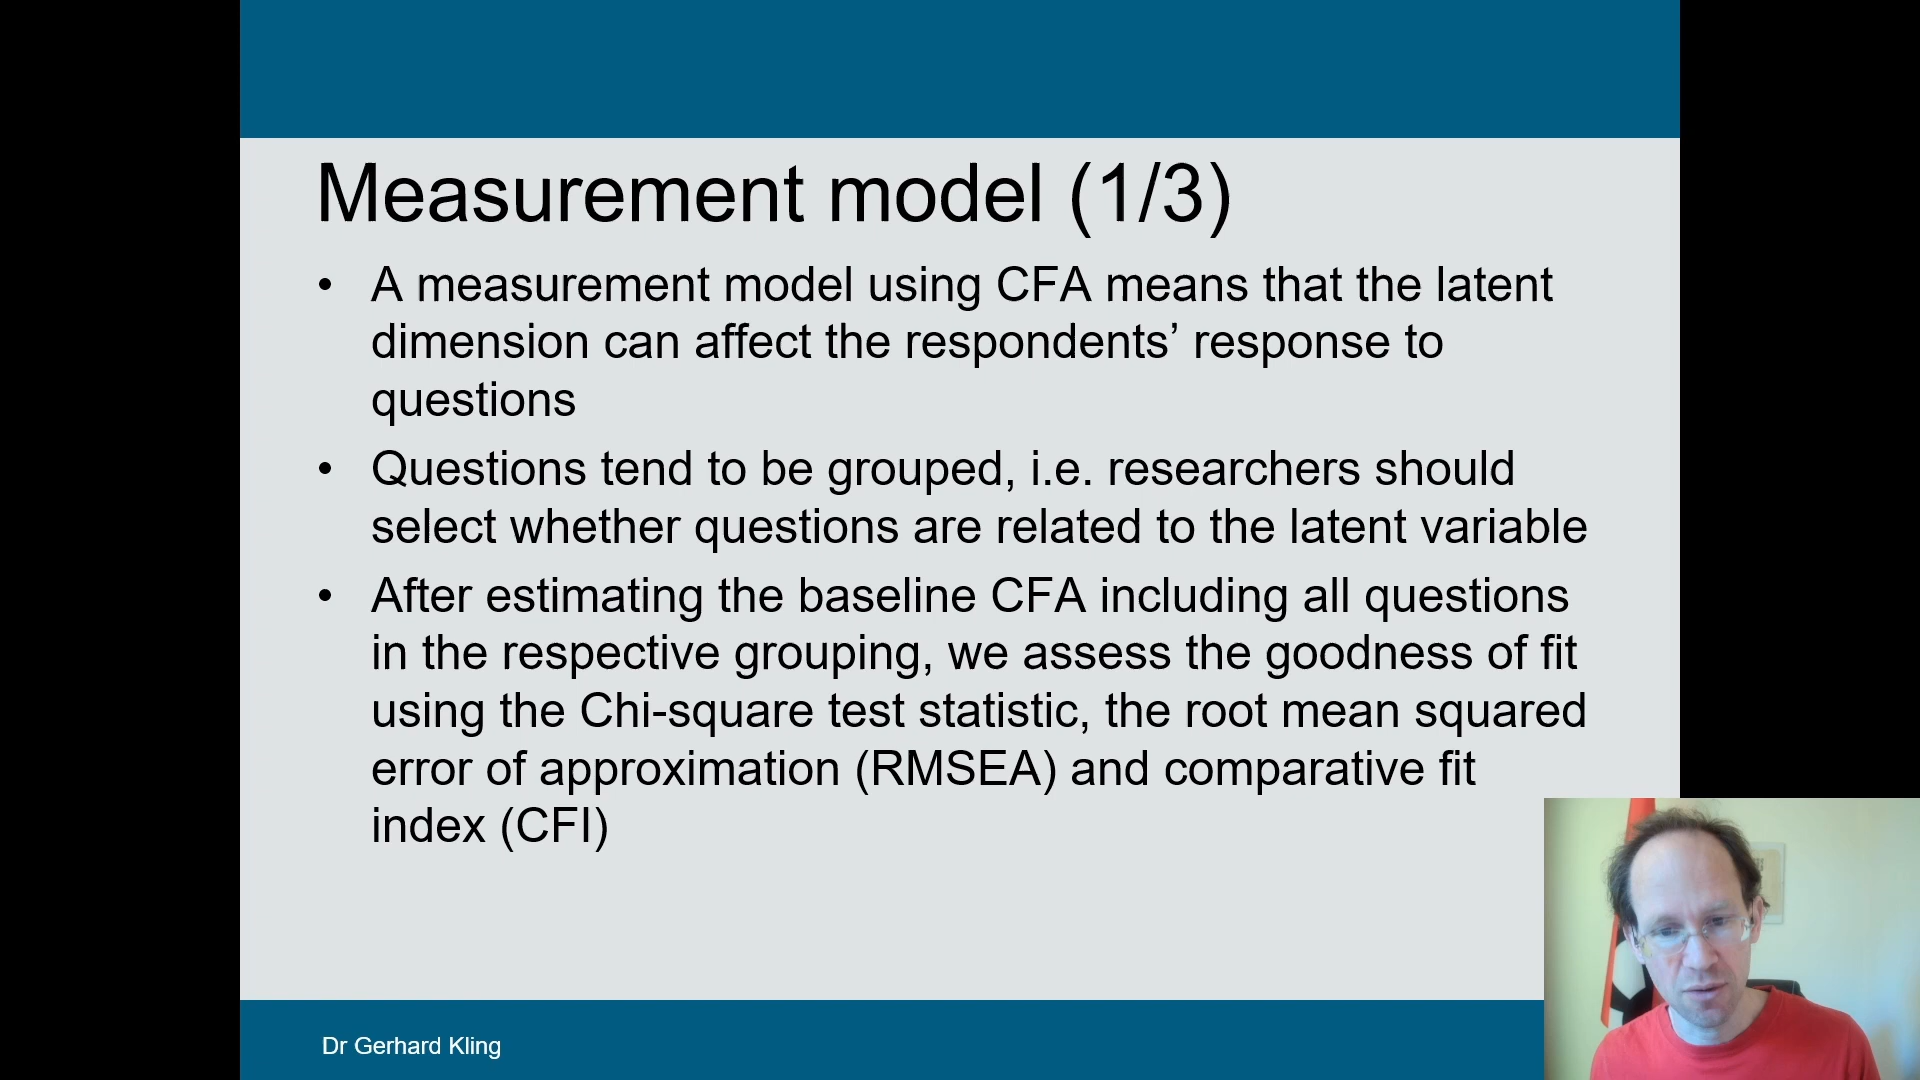 Measurement model (1/3)
• A measurement model using CFA means that the latent
dimension can affect the respondents’ response to
questions
• Questions tend to be grouped, i.e. researchers should
select whether questions are related to the latent variable
• After estimating the baseline CFA including all questions
in the respective grouping, we assess the goodness of fit
using the Chi-square test statistic, the root mean squared
error of approximation (RMSEA) and comparative fit
index (CFI)
Dr Gerhard Kling